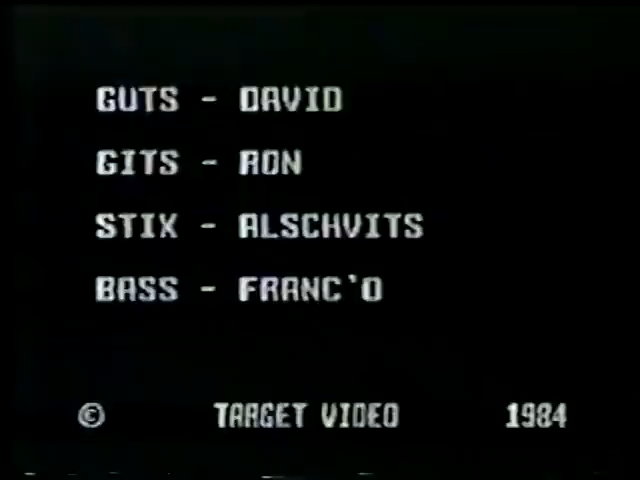 GUTS - DAVID
GITS - RON
STIX - ALSCHVITS
BASS - FRANC'O
© TARGET VIDEO 1984